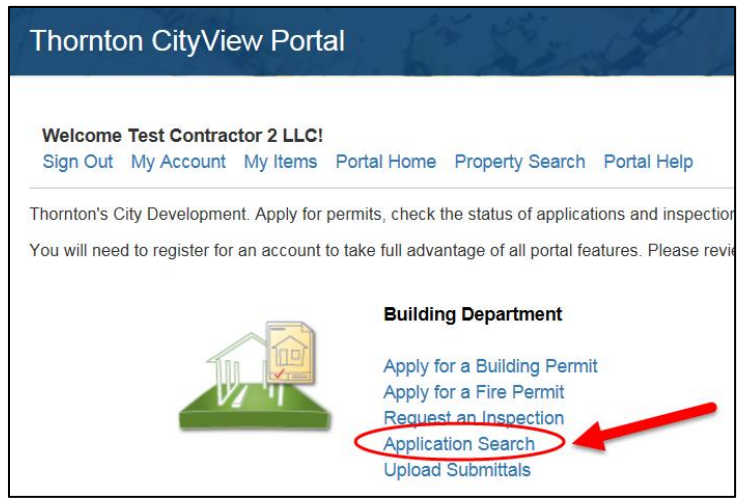 Thornton CityView Portal
Welcome Test Contractor 2 LLC!
Sign Out My Account My Items Portal Home Property Search Portal Help
Thornton's City Development. Apply for permits, check the status of applications and inspection
You will need to register for an account to take full advantage of all portal features. Please revie
Building Department
Apply for a Building Permit
Apply for a Fire Permit
Request an Inspection
Application Search
Upload Submittals